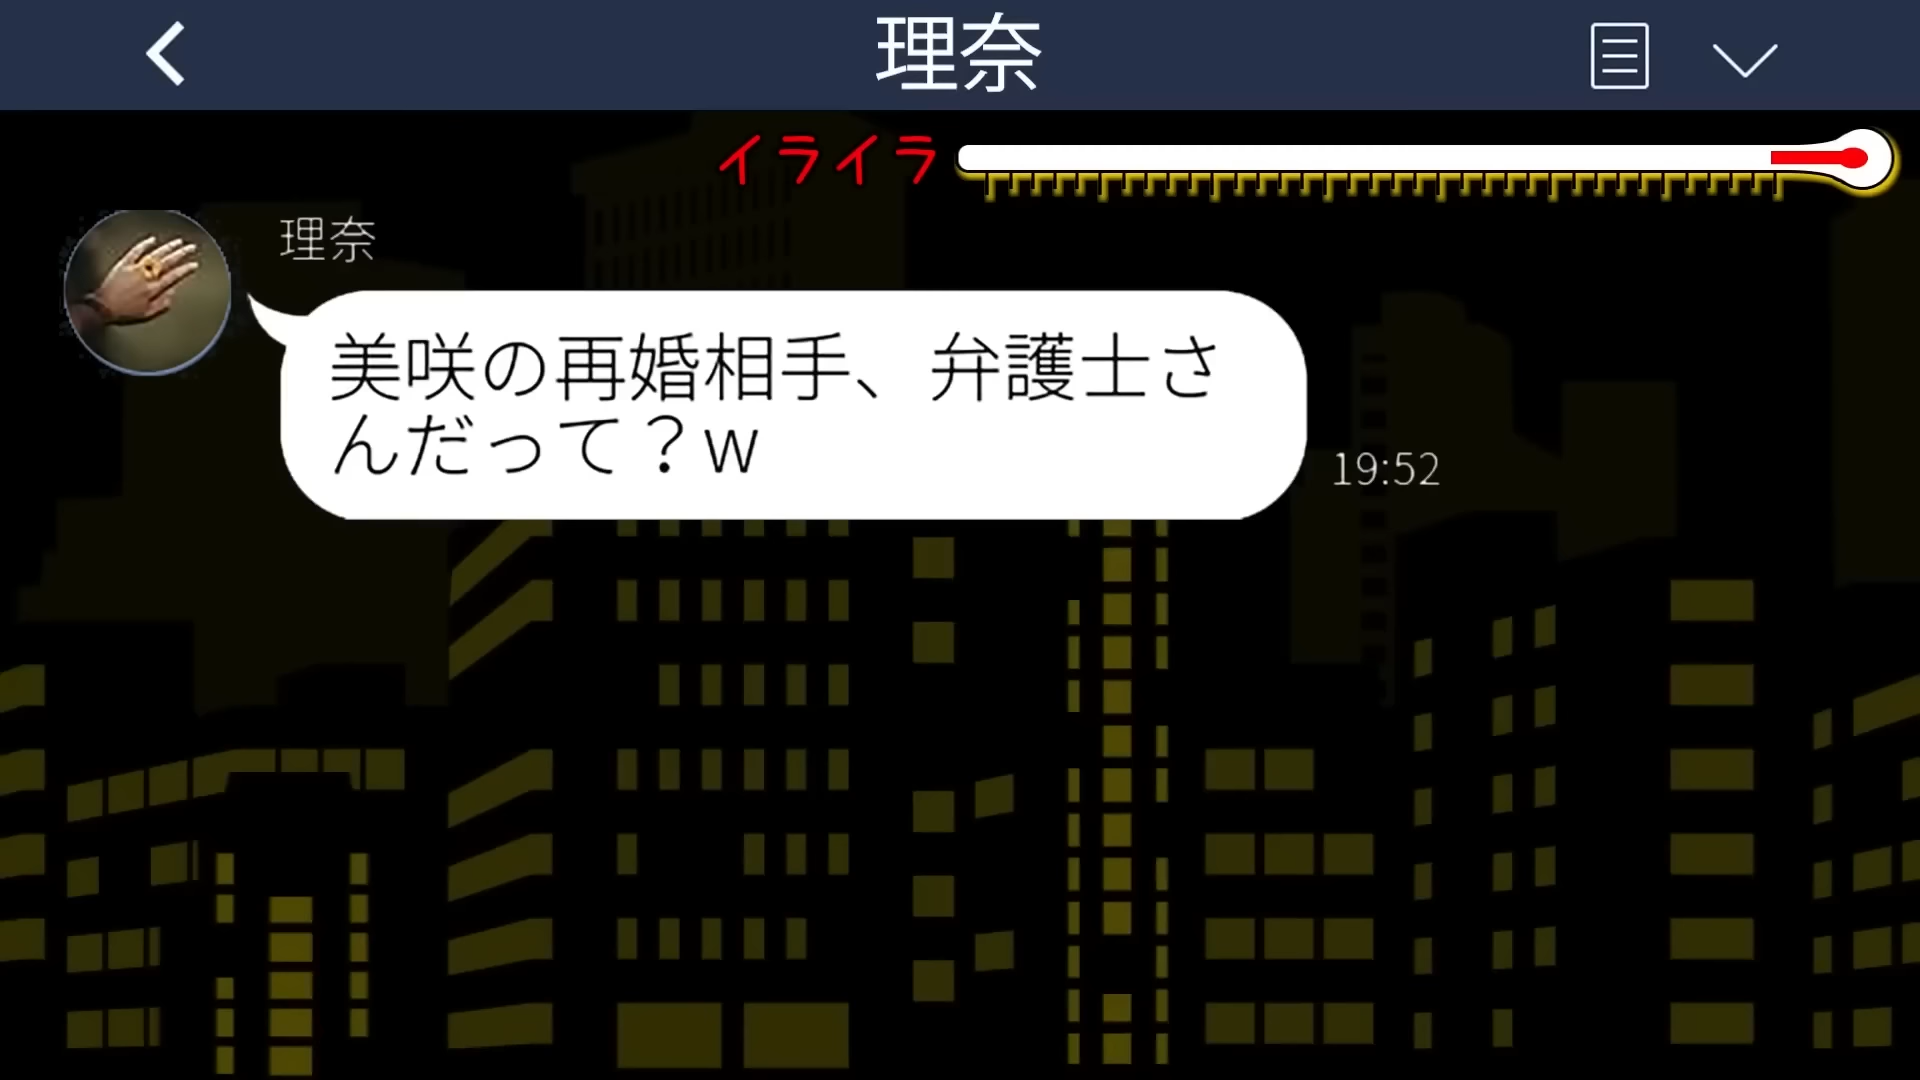 理奈
イライラ
理奈
美咲の再婚相手、弁護士さ
んだって？w
19:52